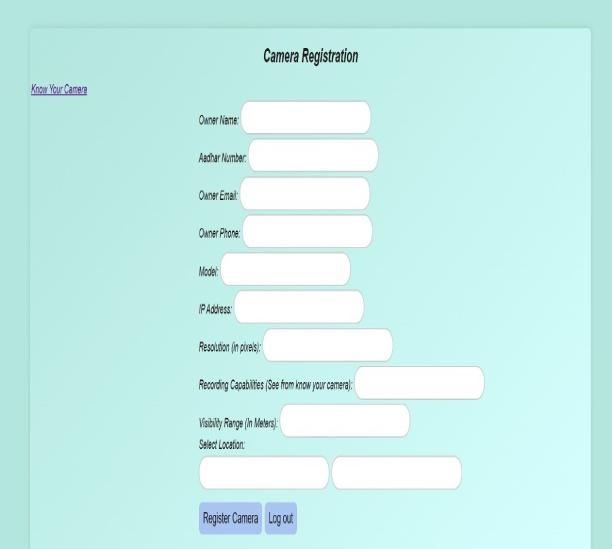 Camera Registration
Know Your Camera
Owner Name:
Aadhar Number:
Owner Email:
Owner Phone:
Model:
IP Address:
Resolution (in pixels):
Recording Capabilities (See from know your camera):
Visibility Range (In Meters):
Select Location:
Register Camera Log out